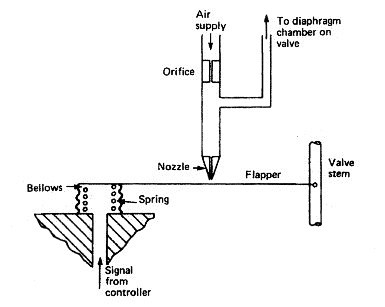 Air
supply
To diaphragm
chamber on
valve
Orifice
Nozzle
Flapper
Valve
stem
Bellows
Spring
Signal
from
controller